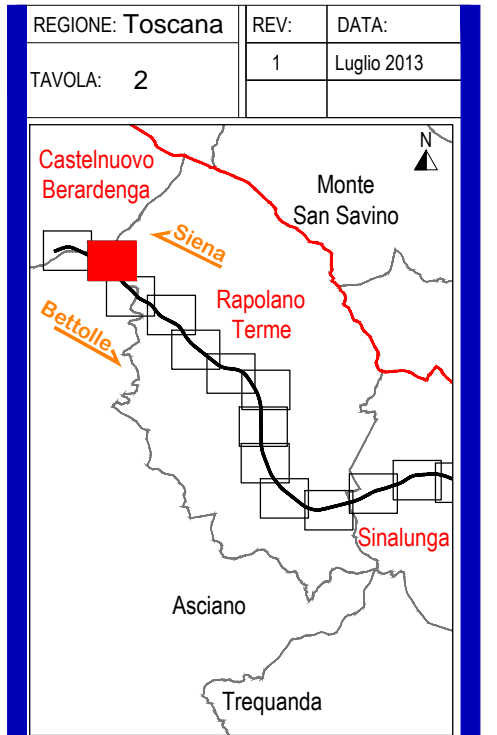 REGIONE: Toscana
REV:
DATA:
TAVOLA: 2
1
Luglio 2013
N
Castelnuovo
Berardenga
Monte
San Savino
Siena
Rapolano
Terme
Bettolle
Sinalunga
Asciano
Trequanda